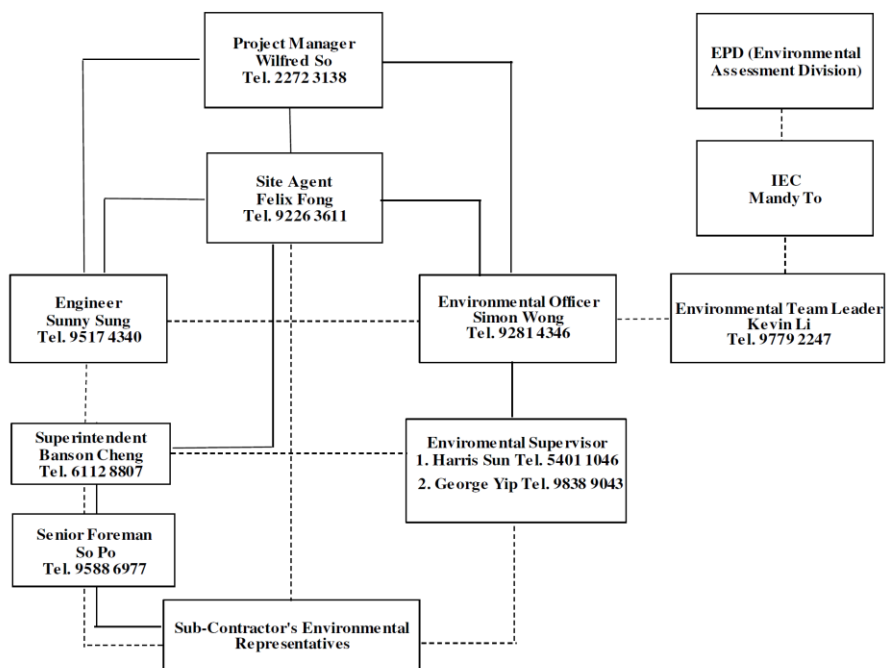 Project Manager
Wilfred So
Tel. 2272 3138
EPD (Environmental
Assessment Division)
Site Agent
Felix Fong
Tel. 9226 3611
IEC
Mandy To
Engineer
Sunny Sung
Tel. 9517 4340
Environmental Officer
Simon Wong
Tel. 9281 4346
Environmental Team Leader
Kevin Li
Tel. 9779 2247
Superintendent
Banson Cheng
Tel. 6112 8807
Enviromental Supervisor
1. Harris Sun Tel. 5401 1046
2. George Yip Tel. 9838 9043
Senior Foreman
So Po
Tel. 9588 6977
Sub-Contractor's Environmental
Representatives